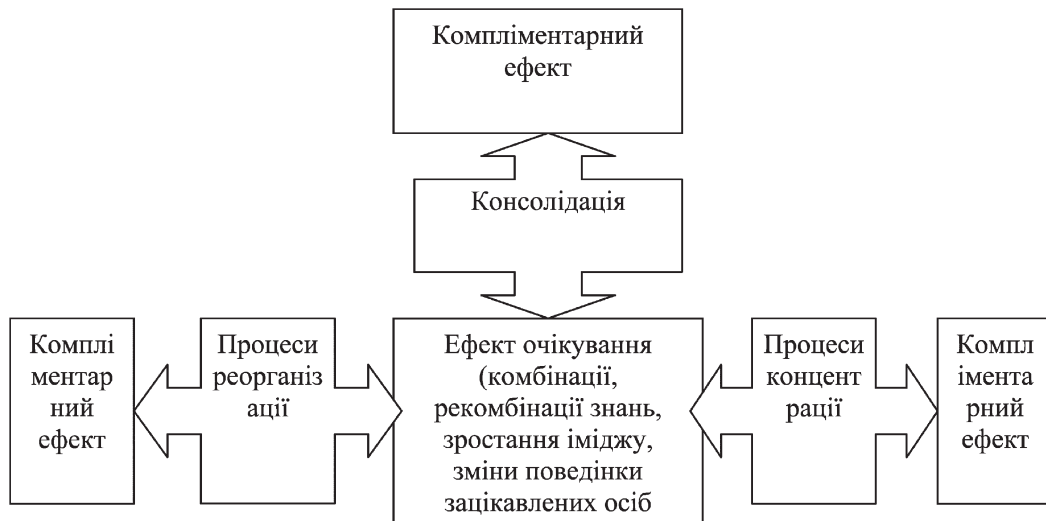 Компліментарний
ефект
Консолідація
Комплі
ментар
ний
ефект
Процеси
реорганіз
ації
Ефект очікування
(комбінації,
рекомбінації знань,
зростання іміджу,
зміни поведінки
зацікавлених осіб
Процеси
концент
рації
Компл
імента
рний
ефект